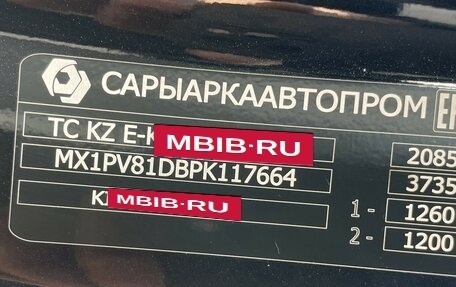 САРЫАРКААВТОПРОМ
TC KZ E-K
MBIB.RU
2085
MX1PV81DBPK117664
3735
MBIB.RU
1 - 1260
2 - 1200